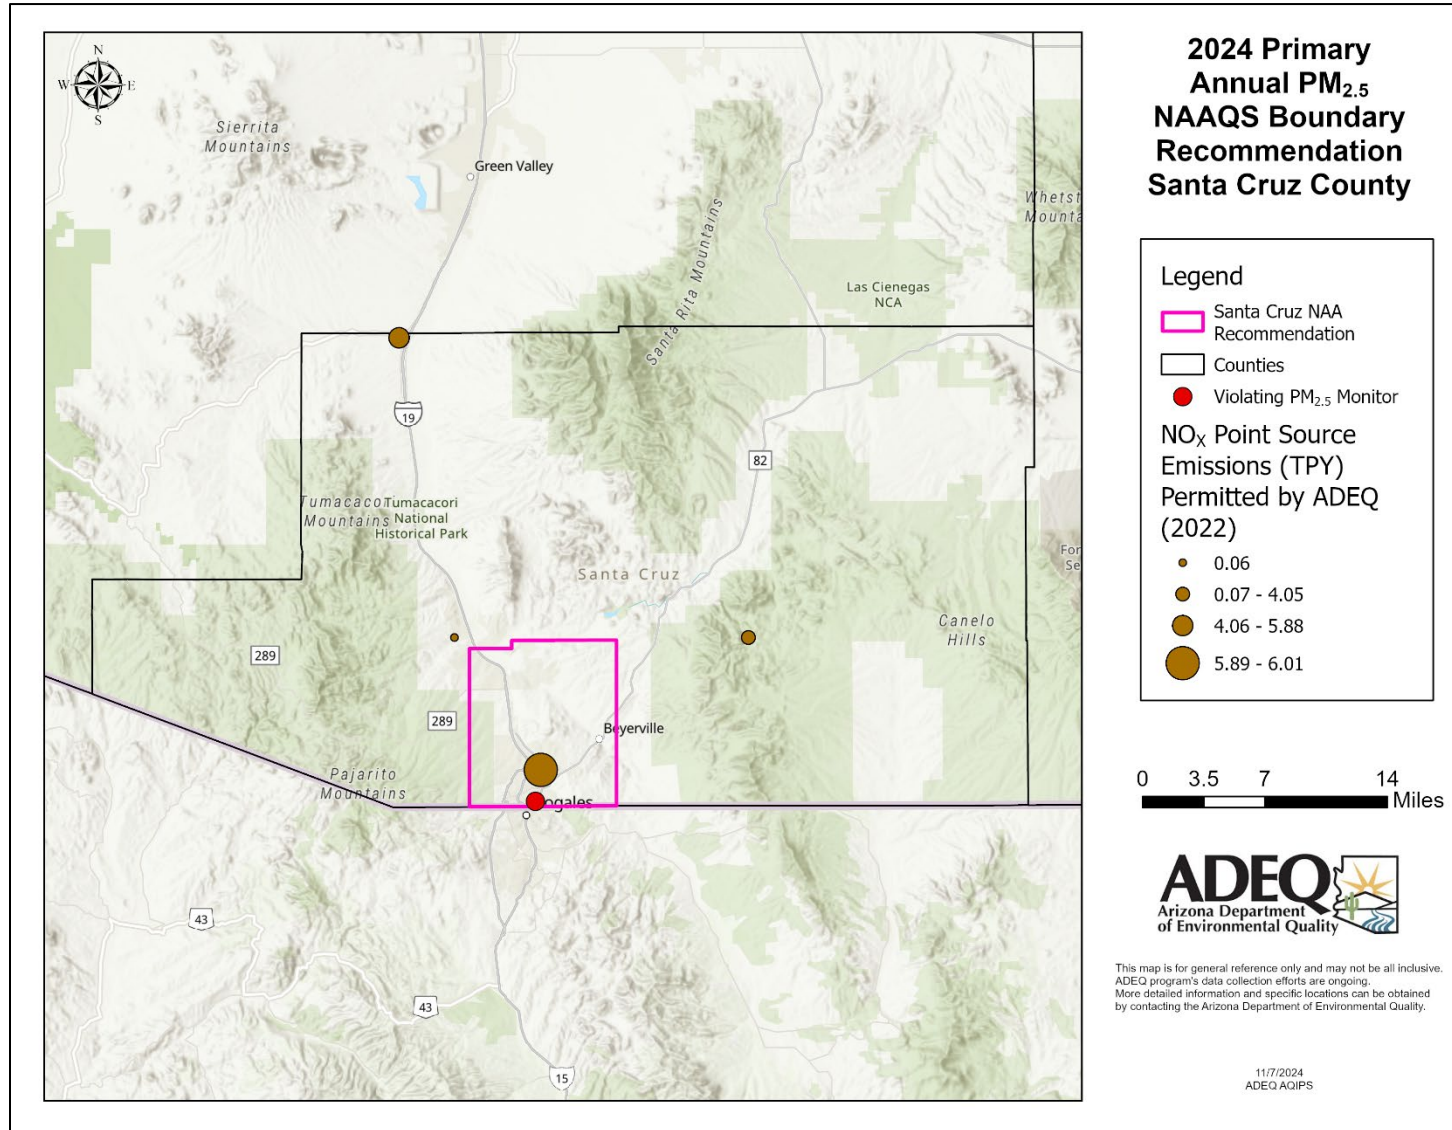 N
W
E
S
Sierrita
Mountains
Green Valley
Santa Rita Mountains
Las Cienegas
NCA
19
82
Tumacacori
National
Historical Park
Mountains
Santa Cruz
Canelo
Hills
289
289
Beyerville
Pajarito
Mountains
43
43
15
2024 Primary
Annual PM2.5
NAAQS Boundary
Recommendation
Santa Cruz County
Legend
Santa Cruz NAA
Recommendation
Counties
Violating PM2.5 Monitor
NOX Point Source
Emissions (TPY)
Permitted by ADEQ
(2022)
0.06
0.07 - 4.05
4.06 - 5.88
5.89 - 6.01
0 3.5 7 14
Miles
ADEQ
Arizona Department
of Environmental Quality
This map is for general reference only and may not be all inclusive.
ADEQ program's data collection efforts are ongoing.
More detailed information and specific locations can be obtained
by contacting the Arizona Department of Environmental Quality.
11/7/2024
ADEQ AQIPS